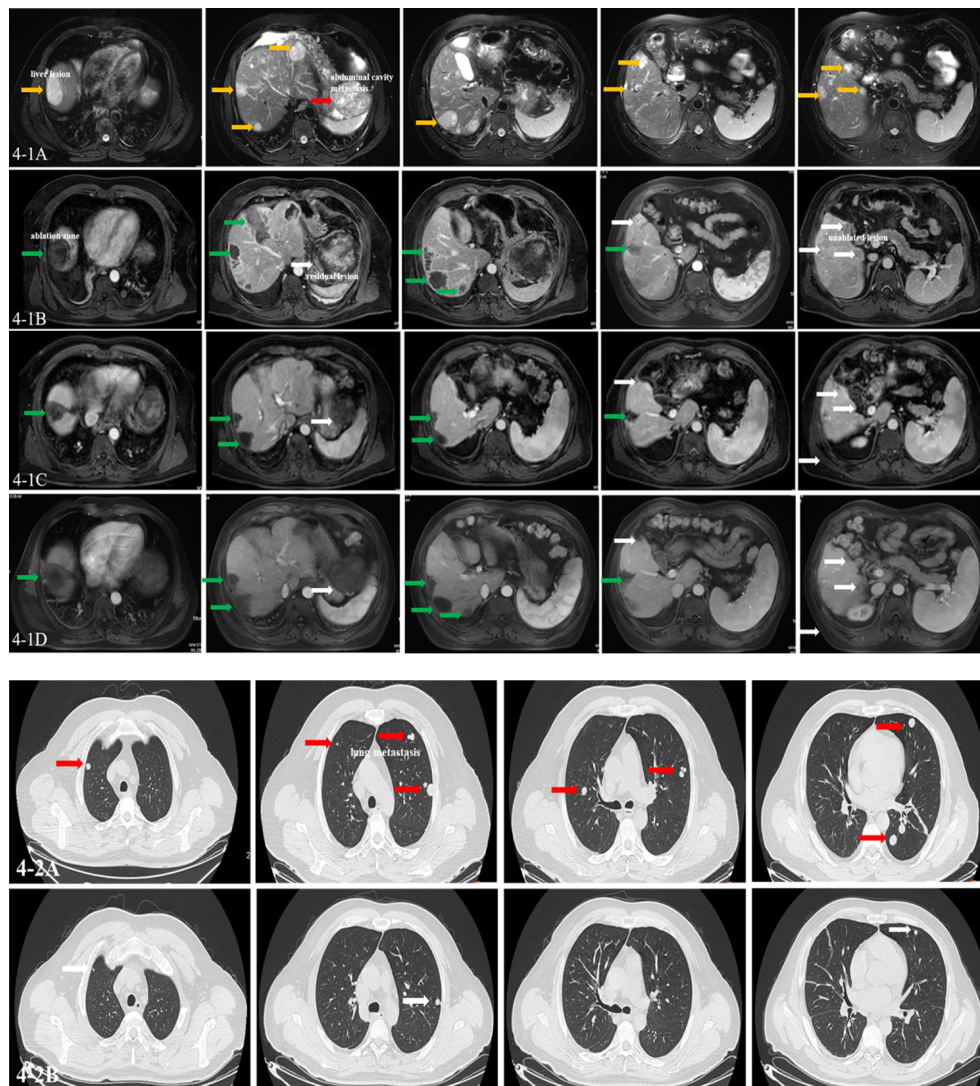 liver lesion
abdominal cavity
metastasis
4-1A
ablation zone
residual lesion
unablated lesion
4-1B
4-1C
4-1D
lung metastasis
2
4-2A
4-2B